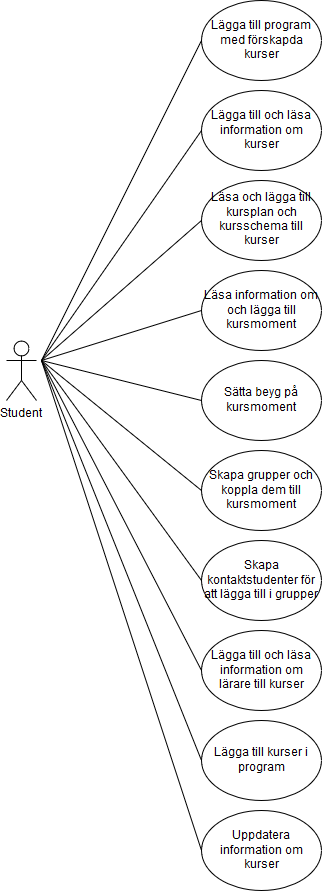 Lägga till program
med förskapda
kurser
Lägga till och läsa
information om
kurser
Läsa och lägga till
kursplan och
kursschema till
kurser
Läsa information om
och lägga till
kursmoment
Sätta beyg på
kursmoment
Student
Skapa grupper och
koppla dem till
kursmoment
Skapa
kontaktstudenter för
att lägga till i grupper
Lägga till och läsa
information om
lärare till kurser
Lägga till kurser i
program
Uppdatera
information om
kurser